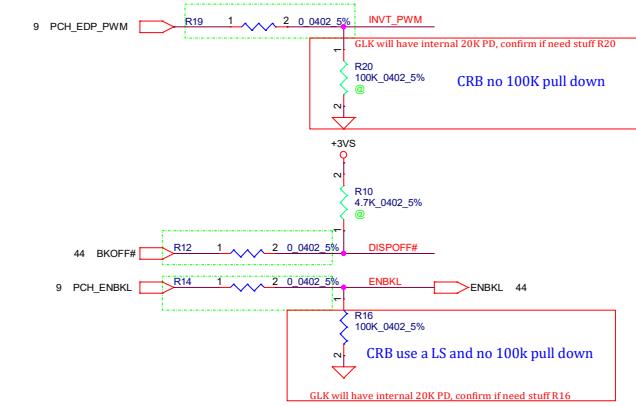 9 PCH_EDP_PWM R19 1 2 0_0402_5% INVT_PWM
GLK will have internal 20K PD, confirm if need stuff R20
1
R20
100K_0402_5%
@
2
CRB no 100K pull down
+3VS
2
R10
4.7K_0402_5%
@
1
44 BKOFF# R12 1 2 0_0402_5% DISPOFF#
9 PCH_ENBKL R14 1 2 0_0402_5% ENBKL ENBKL 44
1
R16
100K_0402_5%
2
CRB use a LS and no 100k pull down
GLK will have internal 20K PD, confirm if need stuff R16